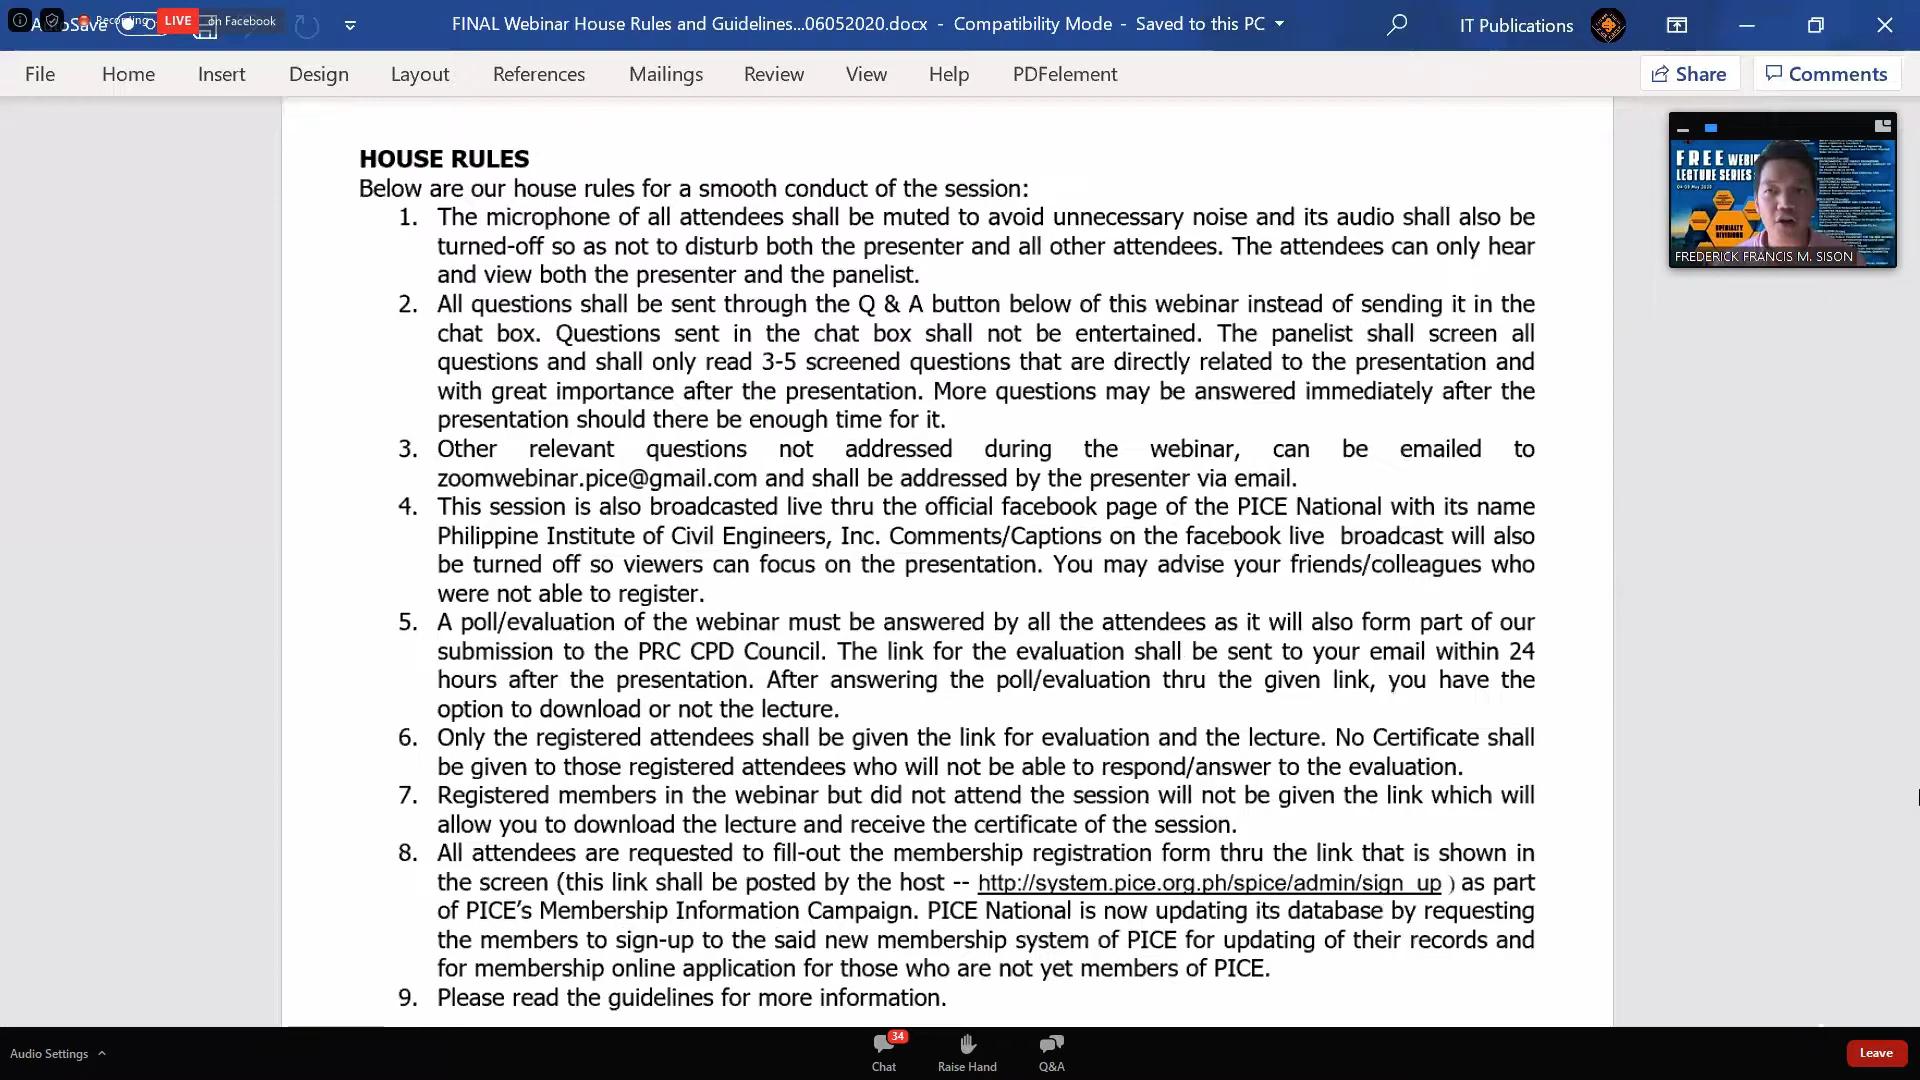 Recording
LIVE
on Facebook
FINAL Webinar House Rules and Guidelines...06052020.docx - Compatibility Mode - Saved to this PC
IT Publications
File Home Insert Design Layout References Mailings Review View Help PDFelement
Share
Comments
HOUSE RULES
Below are our house rules for a smooth conduct of the session:
1. The microphone of all attendees shall be muted to avoid unnecessary noise and its audio shall also be
turned-off so as not to disturb both the presenter and all other attendees. The attendees can only hear
and view both the presenter and the panelist.
2. All questions shall be sent through the Q & A button below of this webinar instead of sending it in the
chat box. Questions sent in the chat box shall not be entertained. The panelist shall screen all
questions and shall only read 3-5 screened questions that are directly related to the presentation and
with great importance after the presentation. More questions may be answered immediately after the
presentation should there be enough time for it.
3. Other relevant questions not addressed during the webinar, can be emailed to
zoomwebinar.pice@gmail.com and shall be addressed by the presenter via email.
4. This session is also broadcasted live thru the official facebook page of the PICE National with its name
Philippine Institute of Civil Engineers, Inc. Comments/Captions on the facebook live broadcast will also
be turned off so viewers can focus on the presentation. You may advise your friends/colleagues who
were not able to register.
5. A poll/evaluation of the webinar must be answered by all the attendees as it will also form part of our
submission to the PRC CPD Council. The link for the evaluation shall be sent to your email within 24
hours after the presentation. After answering the poll/evaluation thru the given link, you have the
option to download or not the lecture.
6. Only the registered attendees shall be given the link for evaluation and the lecture. No Certificate shall
be given to those registered attendees who will not be able to respond/answer to the evaluation.
7. Registered members in the webinar but did not attend the session will not be given the link which will
allow you to download the lecture and receive the certificate of the session.
8. All attendees are requested to fill-out the membership registration form thru the link that is shown in
the screen (this link shall be posted by the host -- http://system.pice.org.ph/spice/admin/sign_up ) as part
of PICE’s Membership Information Campaign. PICE National is now updating its database by requesting
the members to sign-up to the said new membership system of PICE for updating of their records and
for membership online application for those who are not yet members of PICE.
9. Please read the guidelines for more information.
FREE
LECTURE SERIES
SPECIALTY
DIVISIONS
FREDERICK FRANCIS M. SISON
Audio Settings
34
Chat
Raise Hand
Q&A
Leave